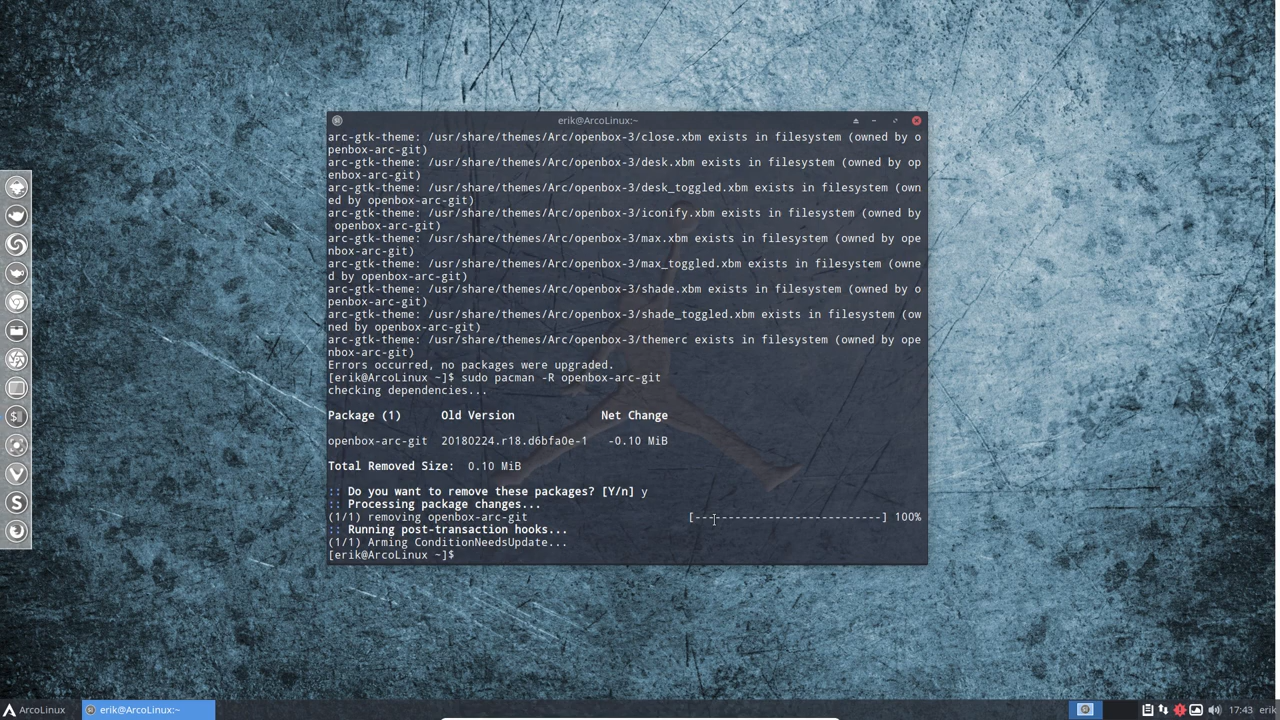 erik@ArcoLinux:~
arc-gtk-theme: /usr/share/themes/Arc/openbox-3/close.xbm exists in filesystem (owned by o
penbox-arc-git)
arc-gtk-theme: /usr/share/themes/Arc/openbox-3/desk.xbm exists in filesystem (owned by op
enbox-arc-git)
arc-gtk-theme: /usr/share/themes/Arc/openbox-3/desk_toggled.xbm exists in filesystem (own
ed by openbox-arc-git)
arc-gtk-theme: /usr/share/themes/Arc/openbox-3/iconify.xbm exists in filesystem (owned by
 openbox-arc-git)
arc-gtk-theme: /usr/share/themes/Arc/openbox-3/max.xbm exists in filesystem (owned by ope
nbox-arc-git)
arc-gtk-theme: /usr/share/themes/Arc/openbox-3/max_toggled.xbm exists in filesystem (owne
d by openbox-arc-git)
arc-gtk-theme: /usr/share/themes/Arc/openbox-3/shade.xbm exists in filesystem (owned by o
penbox-arc-git)
arc-gtk-theme: /usr/share/themes/Arc/openbox-3/shade_toggled.xbm exists in filesystem (ow
ned by openbox-arc-git)
arc-gtk-theme: /usr/share/themes/Arc/openbox-3/themerc exists in filesystem (owned by ope
nbox-arc-git)
Errors occurred, no packages were upgraded.
[erik@ArcoLinux ~]$ sudo pacman -R openbox-arc-git
checking dependencies...
Package (1) Old Version Net Change
openbox-arc-git 20180224.r18.d6bfa0e-1 -0.10 MiB
Total Removed Size: 0.10 MiB
:: Do you want to remove these packages? [Y/n] y
:: Processing package changes...
(1/1) removing openbox-arc-git [----------------------------] 100%
:: Running post-transaction hooks...
(1/1) Arming ConditionNeedsUpdate...
[erik@ArcoLinux ~]$
ArcoLinux erik@ArcoLinux:~ 17:43 erik